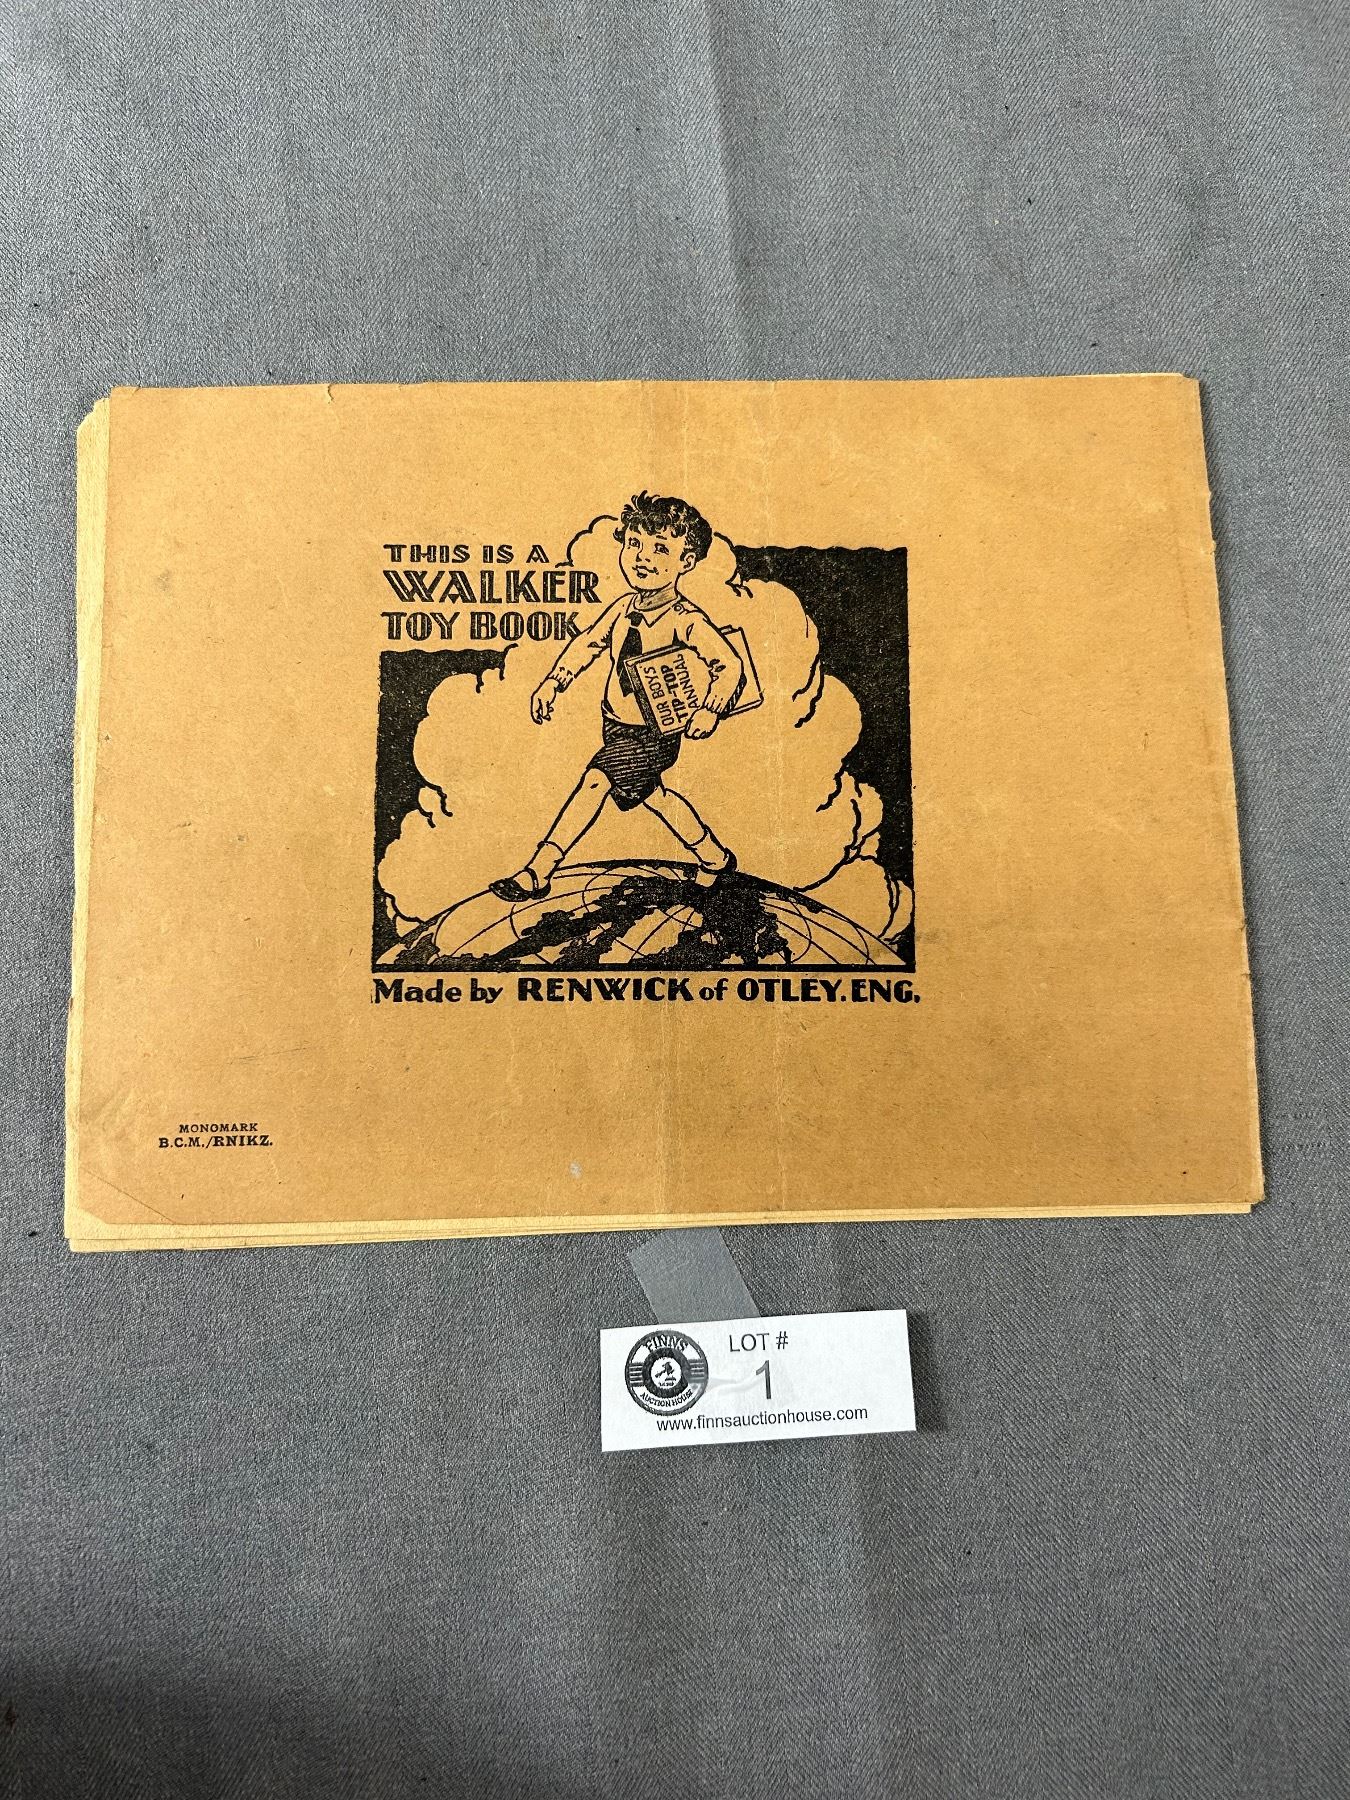 THIS IS A
WALKER
TOY BOOK
OUR BOYS'
TIP-TOP
ANNUAL
Made by RENWICK of OTLEY. ENG.
MONOMARK
B.C.M./RNIKZ.
FINNS
AUCTION HOUSE
LOT #
1
www.finnsauctionhouse.com